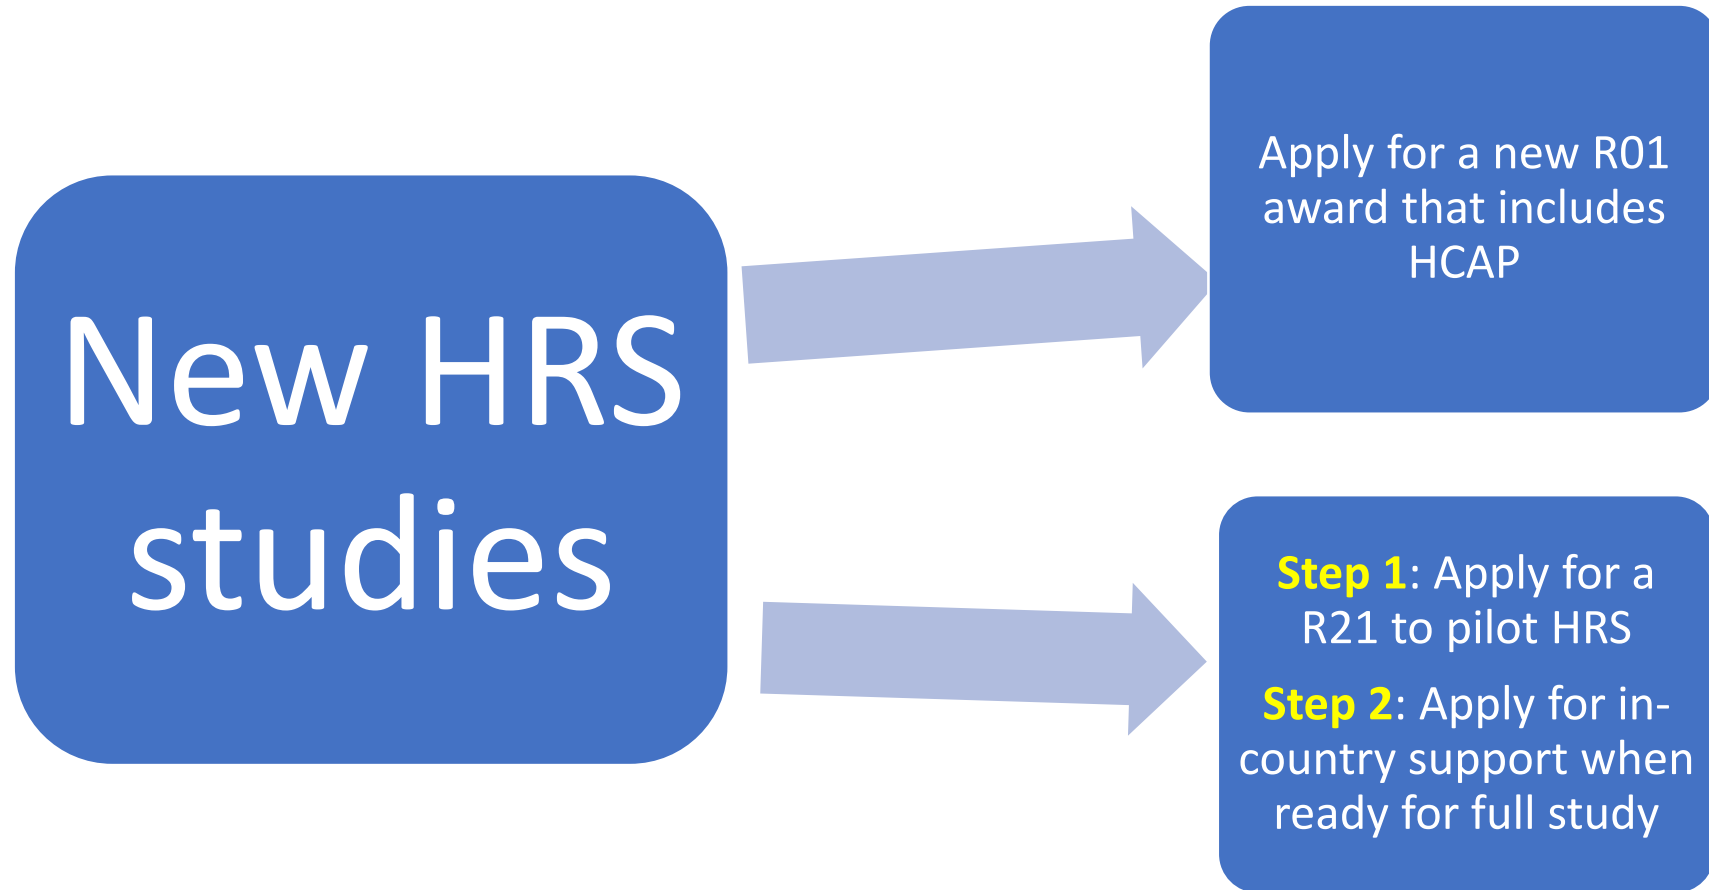 New HRS
studies
Apply for a new R01
award that includes
HCAP
Step 1: Apply for a
R21 to pilot HRS
Step 2: Apply for in-
country support when
ready for full study